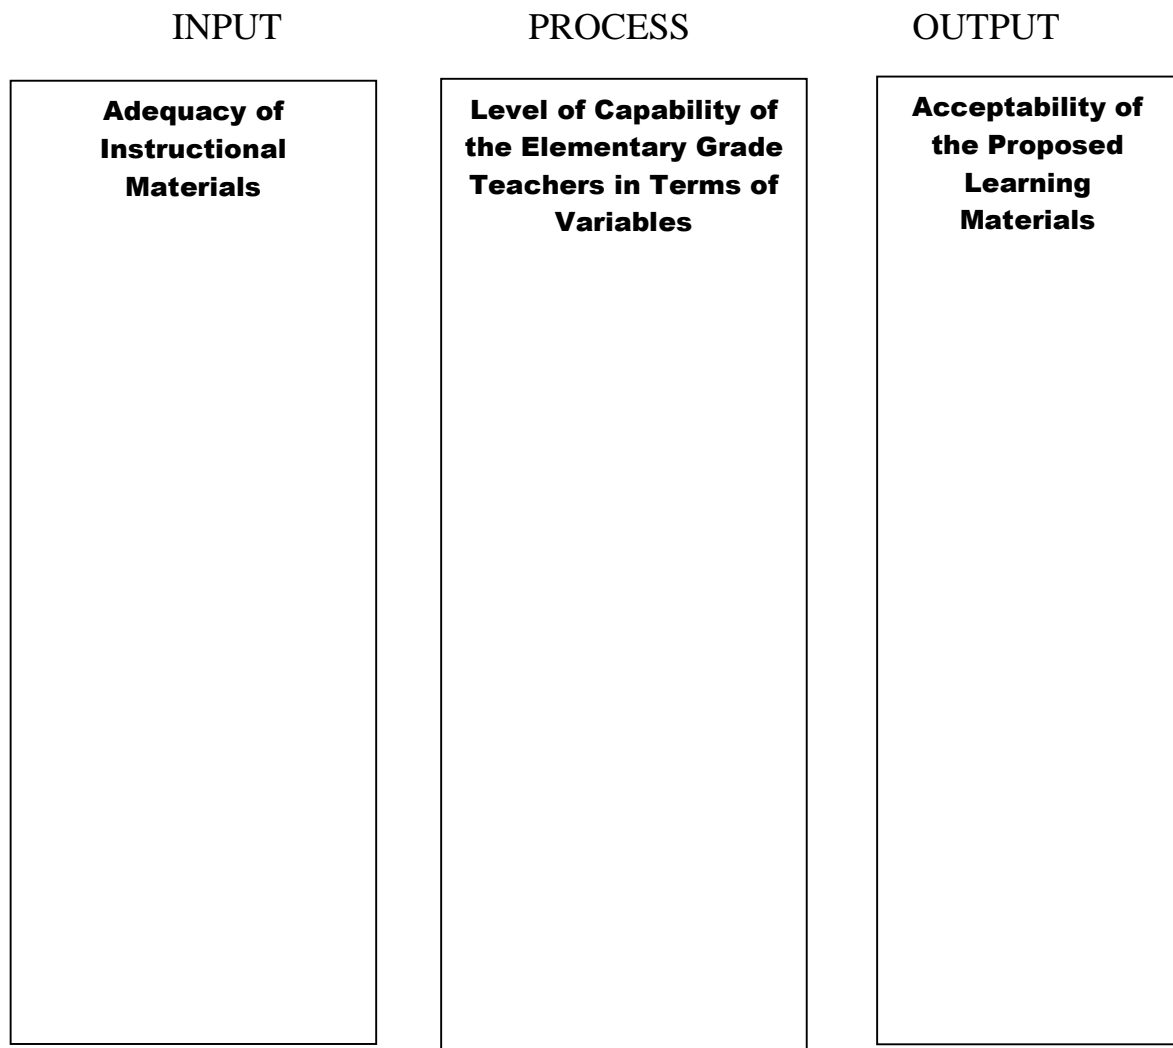 INPUT
PROCESS
OUTPUT
Adequacy of
Instructional
Materials
Level of Capability of
the Elementary Grade
Teachers in Terms of
Variables
Acceptability of
the Proposed
Learning
Materials